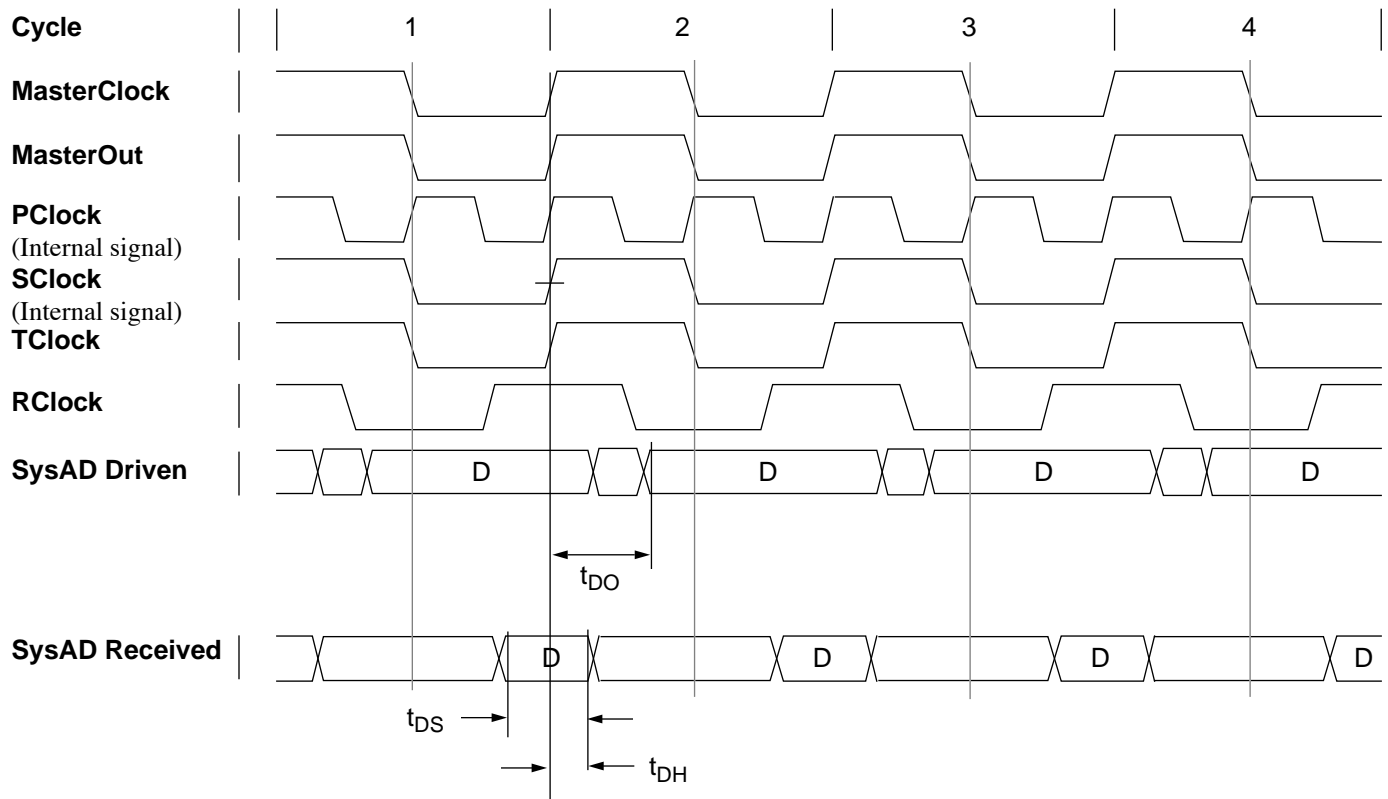 Cycle 1 2 3 4
MasterClock
MasterOut
PClock
(Internal signal)
SClock
(Internal signal)
TClock
RClock
SysAD Driven D D D D
tDO
SysAD Received D D D D
tDS
tDH